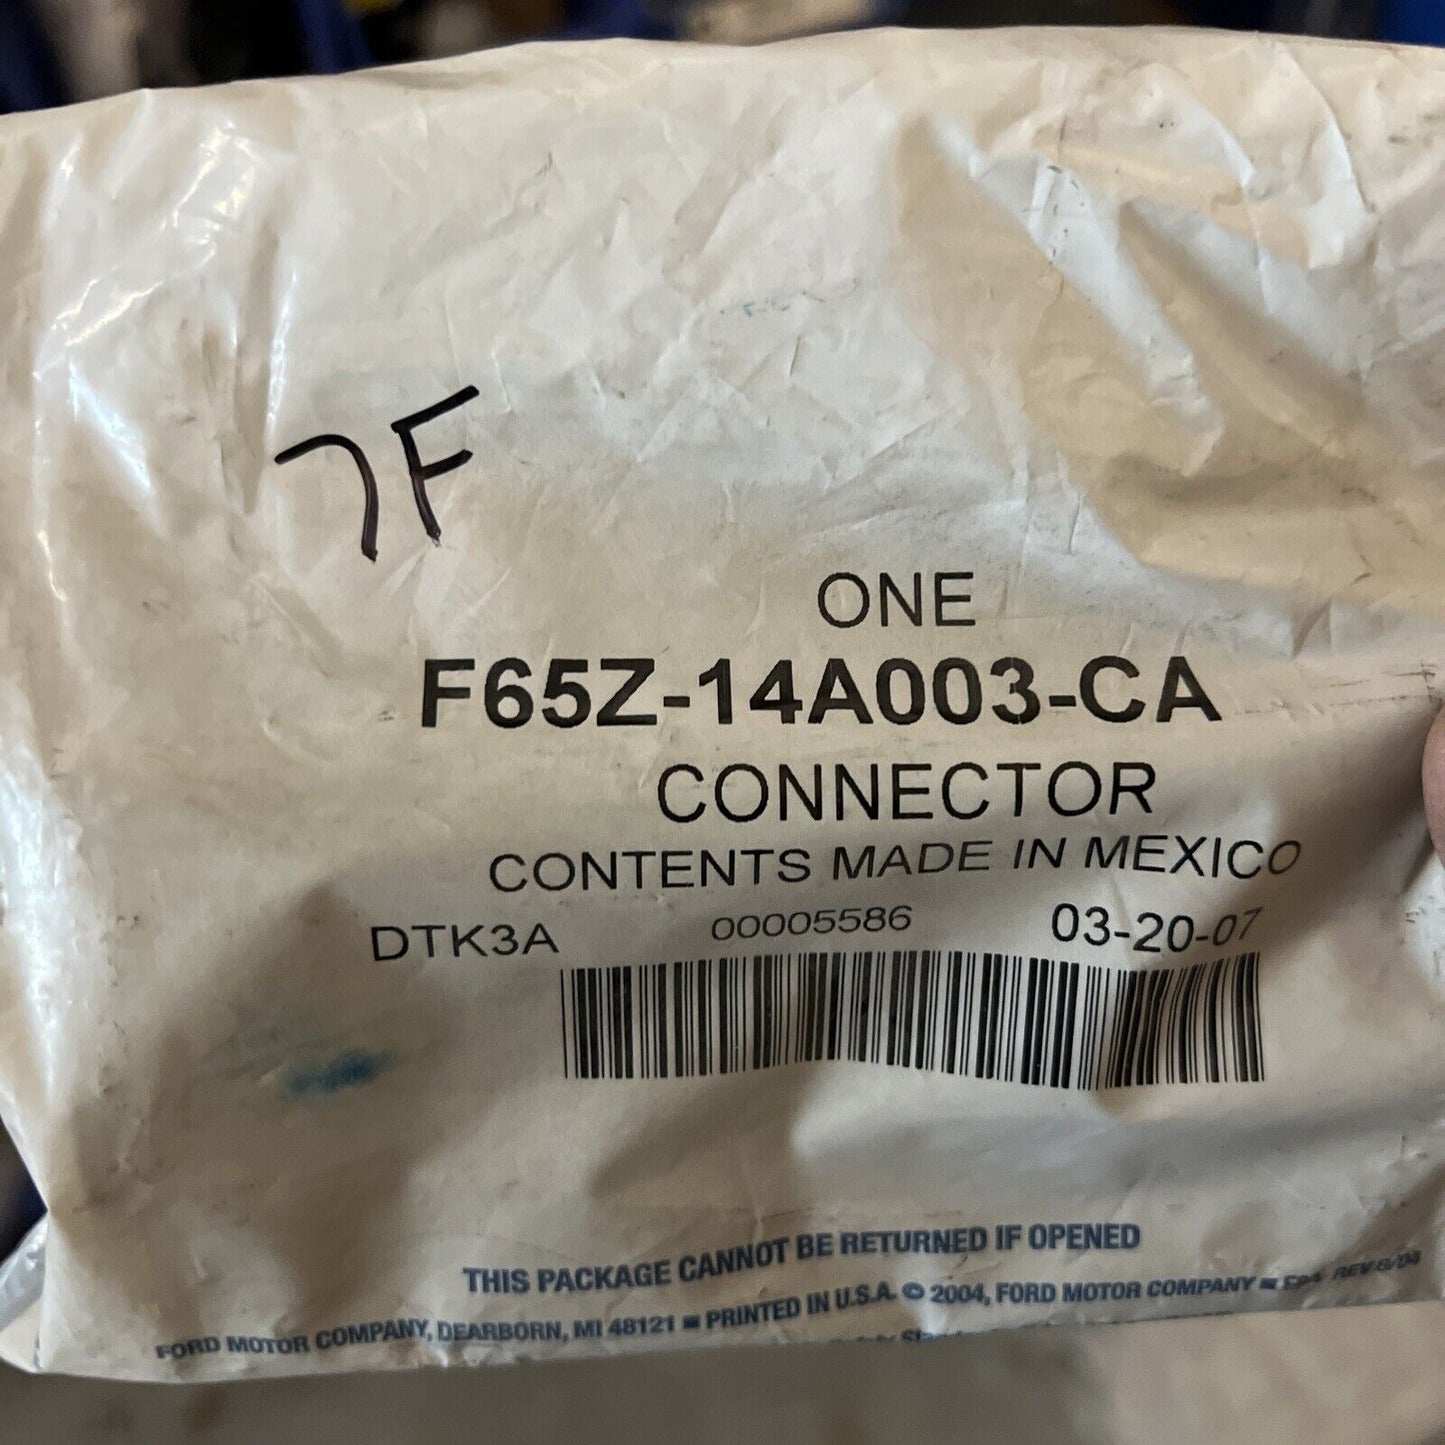 7F
ONE
F65Z-14A003-CA
CONNECTOR
CONTENTS MADE IN MEXICO
DTK3A 00005586 03-20-07
THIS PACKAGE CANNOT BE RETURNED IF OPENED
FORD MOTOR COMPANY, DEARBORN, MI 48121 ■ PRINTED IN U.S.A. © 2004, FORD MOTOR COMPANY ■ REV